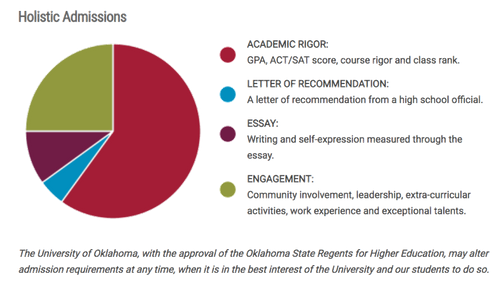 Holistic Admissions
ACADEMIC RIGOR:
GPA, ACT/SAT score, course rigor and class rank.
LETTER OF RECOMMENDATION:
A letter of recommendation from a high school official.
ESSAY:
Writing and self-expression measured through the
essay.
ENGAGEMENT:
Community involvement, leadership, extra-curricular
activities, work experience and exceptional talents.
The University of Oklahoma, with the approval of the Oklahoma State Regents for Higher Education, may alter
admission requirements at any time, when it is in the best interest of the University and our students to do so.